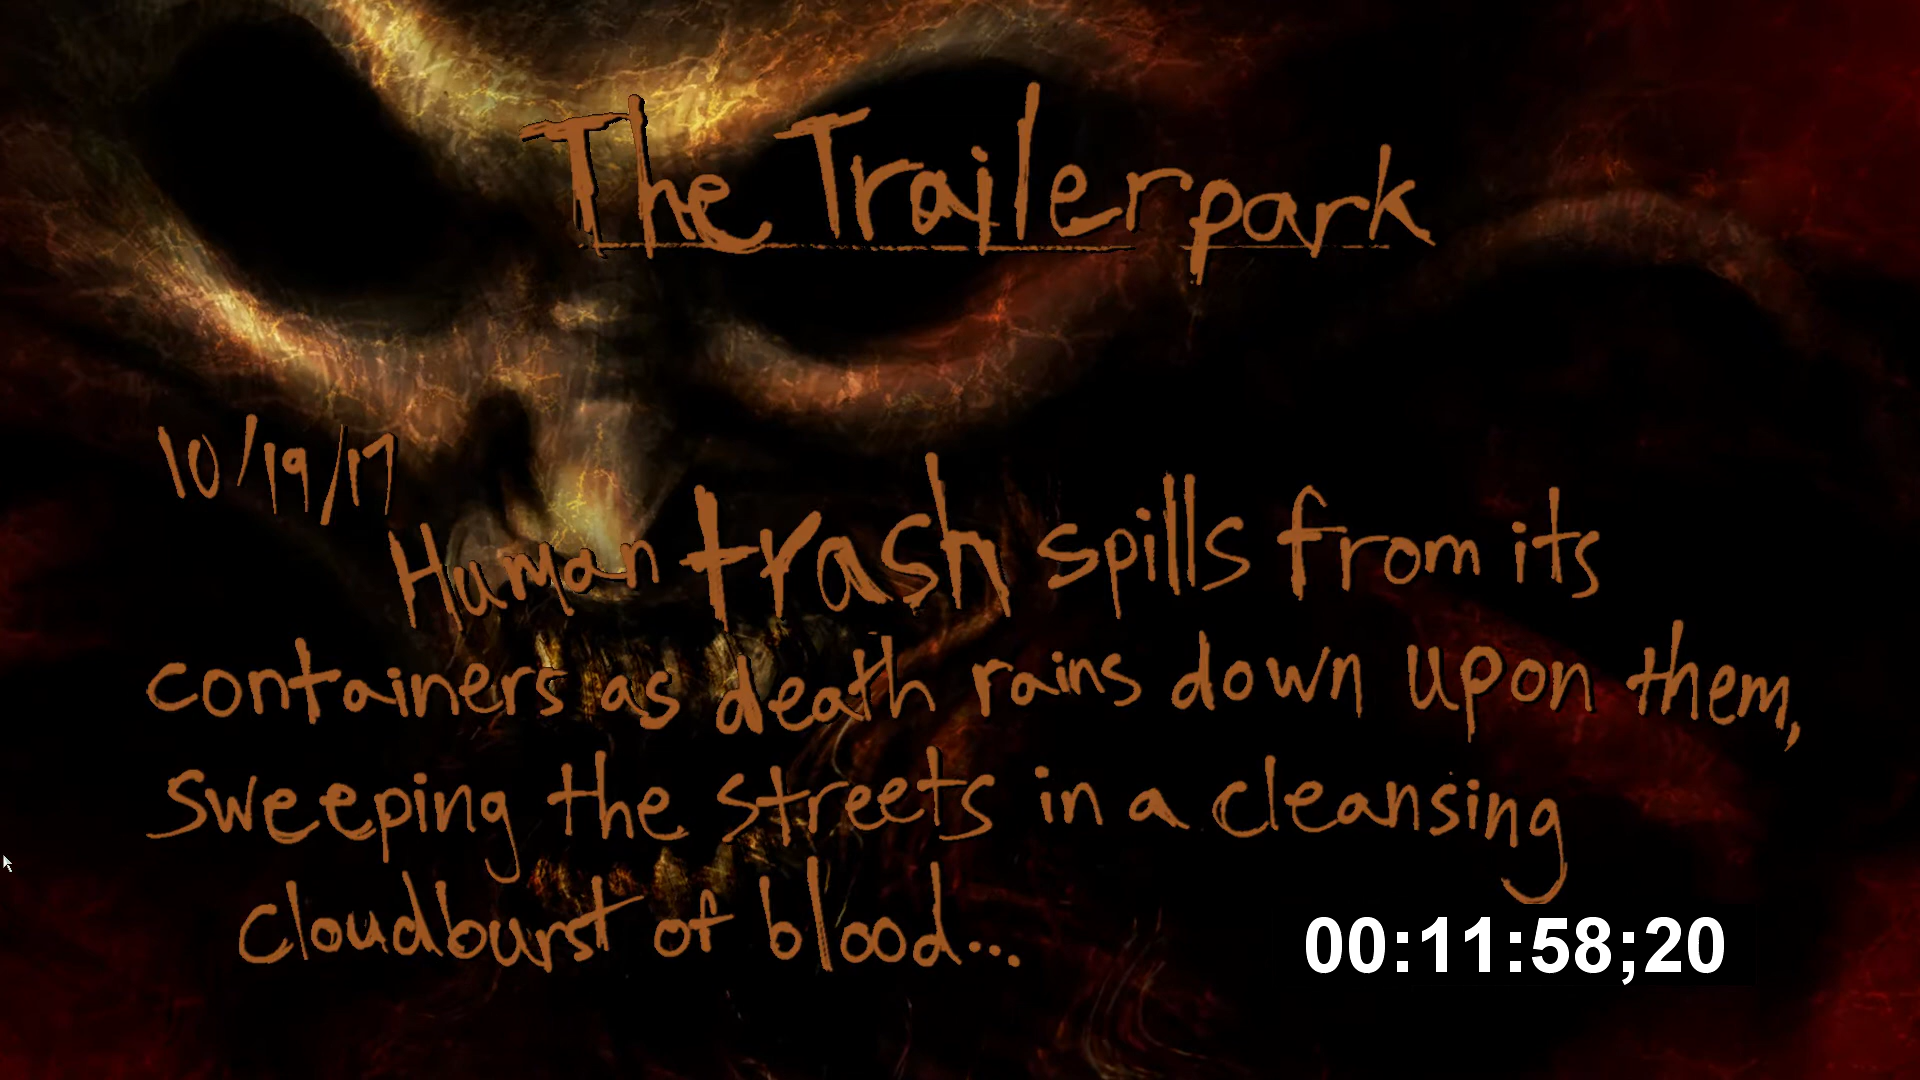 The Trailerpark
10/19/17
Human trash spills from its
containers as death rains down upon them,
sweeping the streets in a cleansing
cloudburst of blood...
00:11:58;20